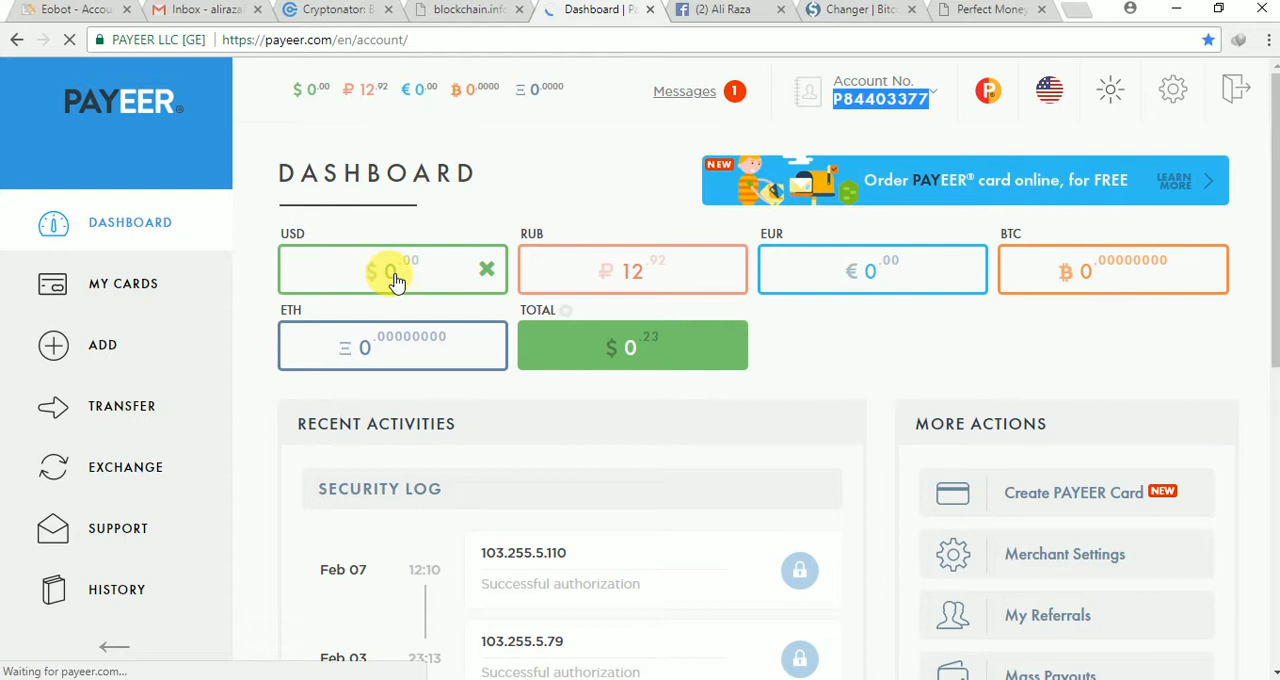 Eobot - Accou
Inbox - aliraza
Cryptonator: B
blockchain.info
Dashboard | P
(2) Ali Raza
Changer | Bitc
Perfect Money
PAYEER LLC [GE]
https://payeer.com/en/account/
PAYEER®
$ 0.00
₽ 12.92
€ 0.00
₿ 0.0000
Ξ 0.0000
Messages
1
Account No.
P84403377
DASHBOARD
MY CARDS
ADD
TRANSFER
EXCHANGE
SUPPORT
HISTORY
DASHBOARD
NEW
Order PAYEER® card online, for FREE
LEARN
MORE
USD
$ 0.00
RUB
₽ 12.92
EUR
€ 0.00
BTC
₿ 0.00000000
ETH
Ξ 0.00000000
TOTAL
$ 0.23
RECENT ACTIVITIES
SECURITY LOG
Feb 07
12:10
103.255.5.110
Successful authorization
Feb 03
23:13
103.255.5.79
Successful authorization
MORE ACTIONS
Create PAYEER Card NEW
Merchant Settings
My Referrals
Mass Payouts
Waiting for payeer.com...